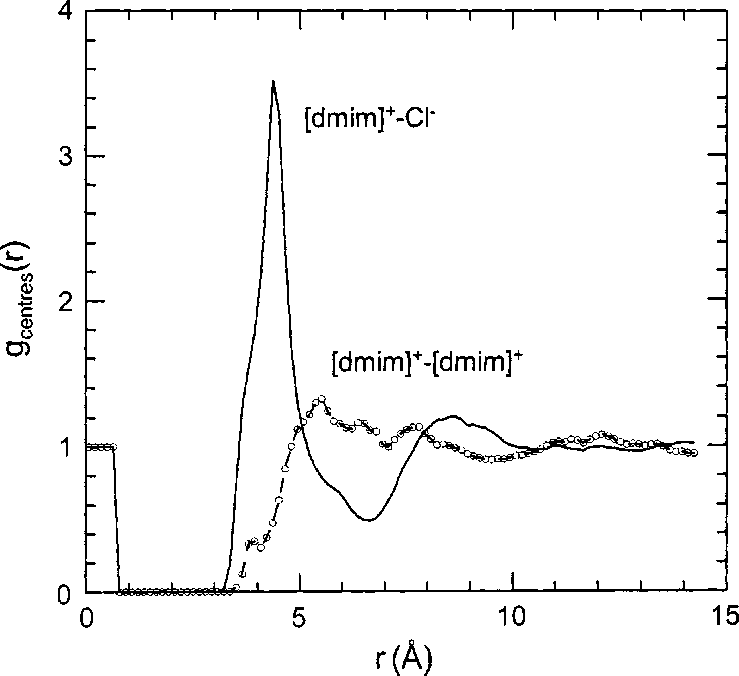 4
3
2
1
0
g_centres(r)
[dmim]⁺-Cl⁻
[dmim]⁺-[dmim]⁺
0 5 10 15
r (Å)